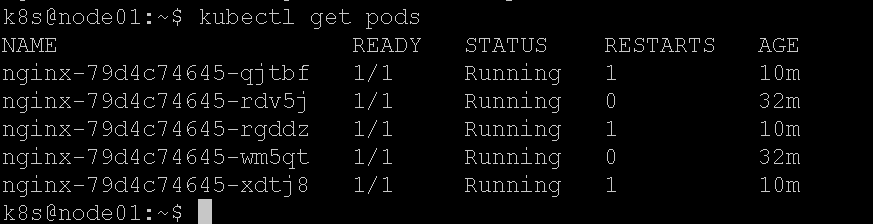 k8s@node01:~$ kubectl get pods
NAME READY STATUS RESTARTS AGE
nginx-79d4c74645-qjtbf 1/1 Running 1 10m
nginx-79d4c74645-rdv5j 1/1 Running 0 32m
nginx-79d4c74645-rgddz 1/1 Running 1 10m
nginx-79d4c74645-wm5qt 1/1 Running 0 32m
nginx-79d4c74645-xdtj8 1/1 Running 1 10m
k8s@node01:~$